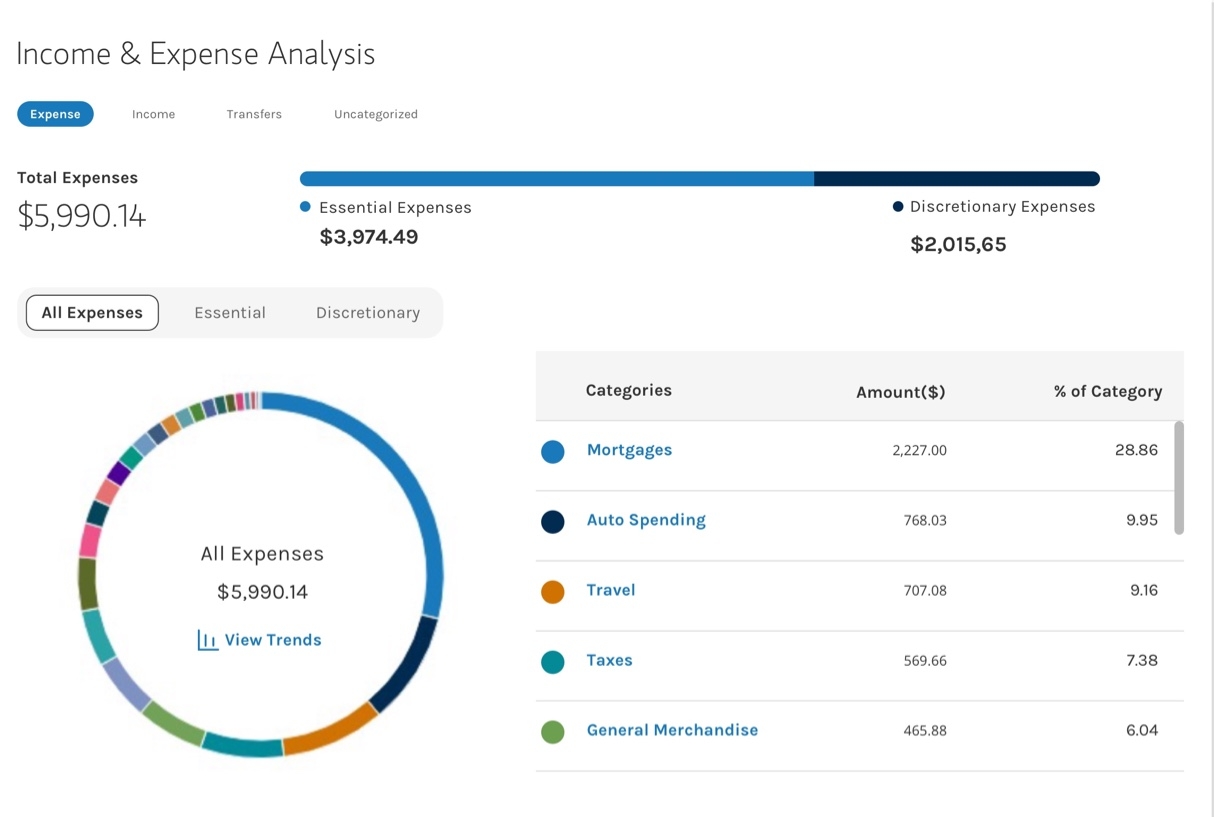 Income & Expense Analysis
Expense Income Transfers Uncategorized
Total Expenses
$5,990.14
Essential Expenses
$3,974.49
Discretionary Expenses
$2,015,65
All Expenses Essential Discretionary
All Expenses
$5,990.14
View Trends
Categories Amount($) % of Category
Mortgages 2,227.00 28.86
Auto Spending 768.03 9.95
Travel 707.08 9.16
Taxes 569.66 7.38
General Merchandise 465.88 6.04